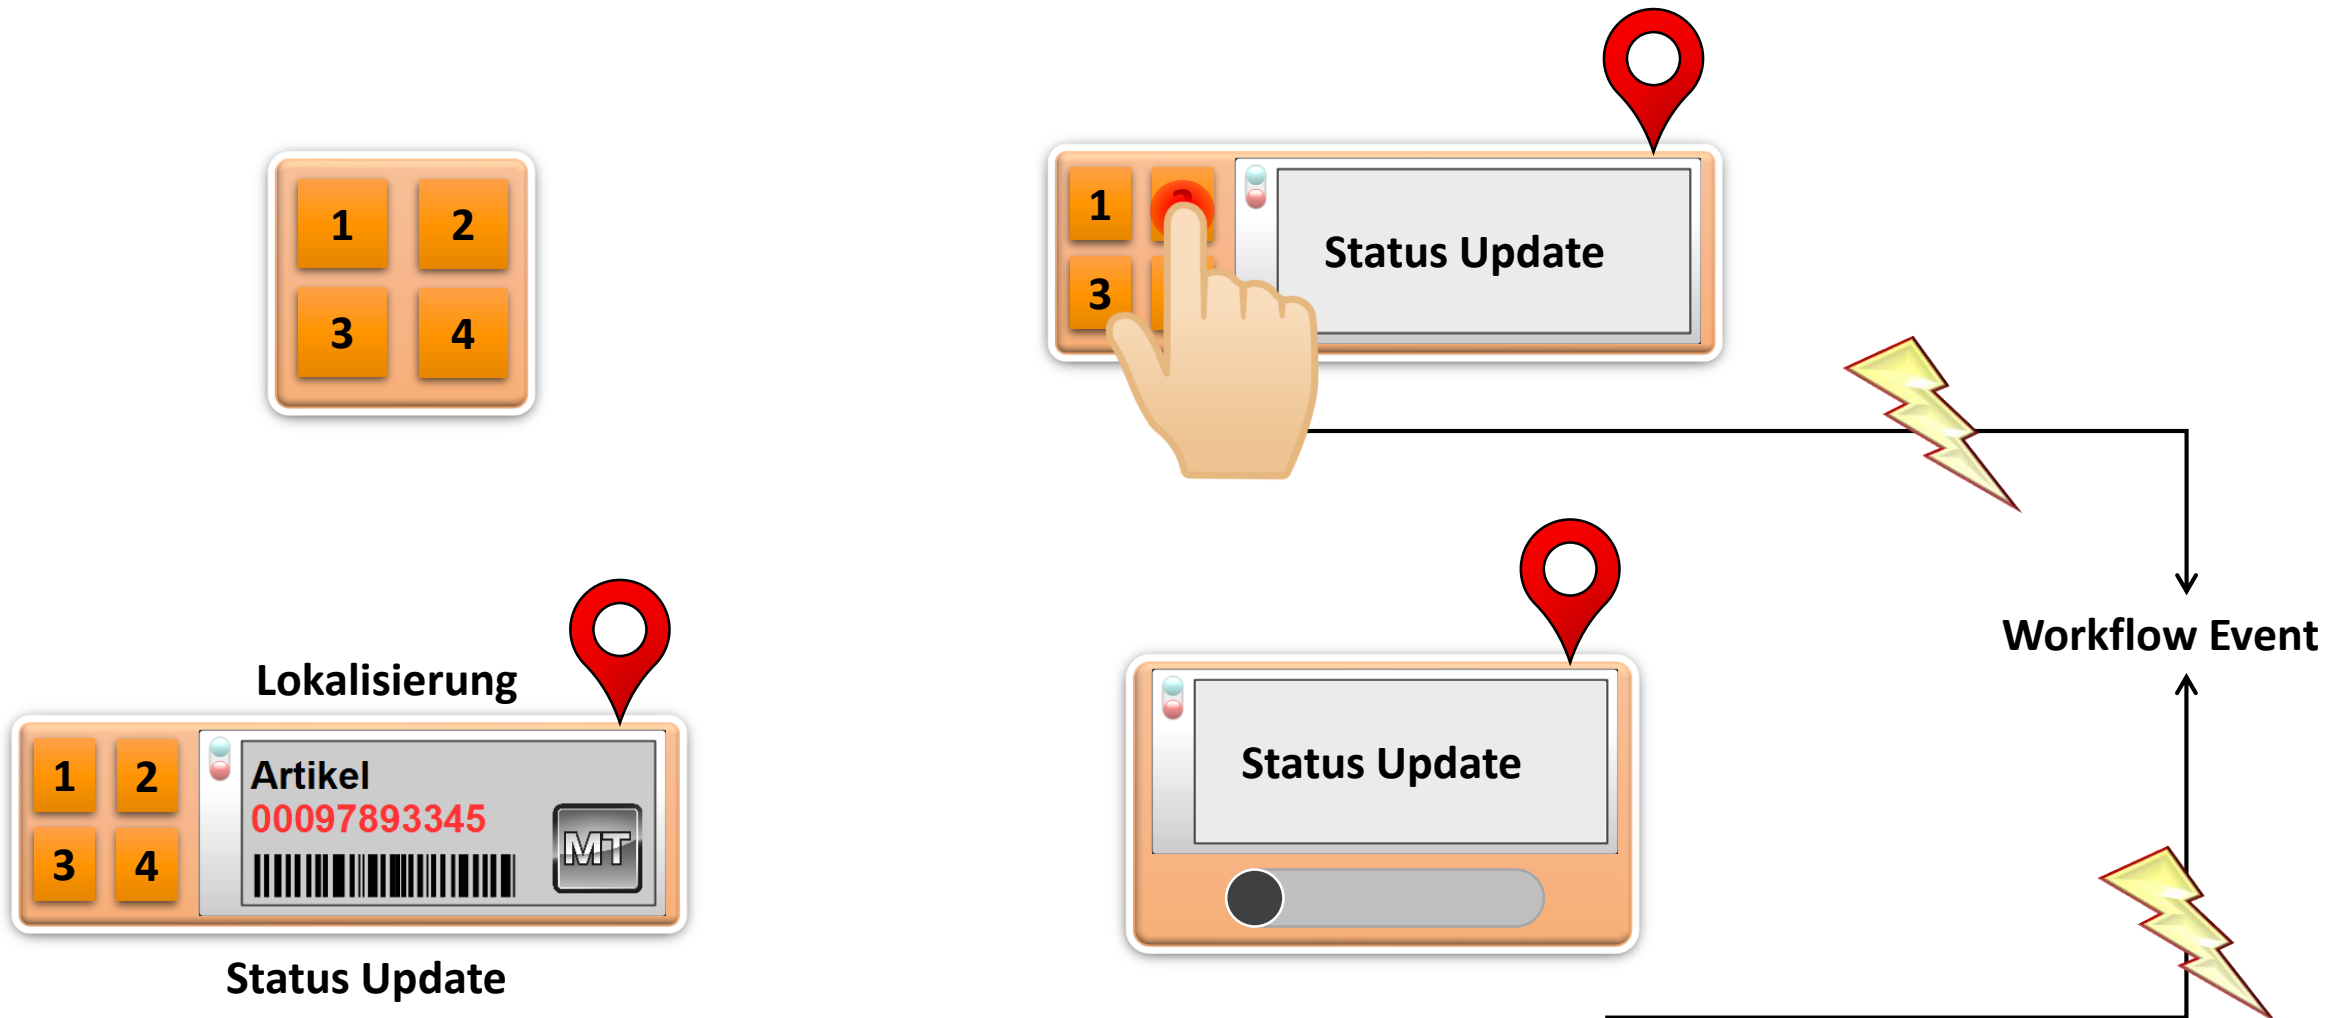 1 2
3 4
1
Status Update
3
Workflow Event
Lokalisierung
1 2
3 4
Artikel
00097893345
MT
Status Update
Status Update